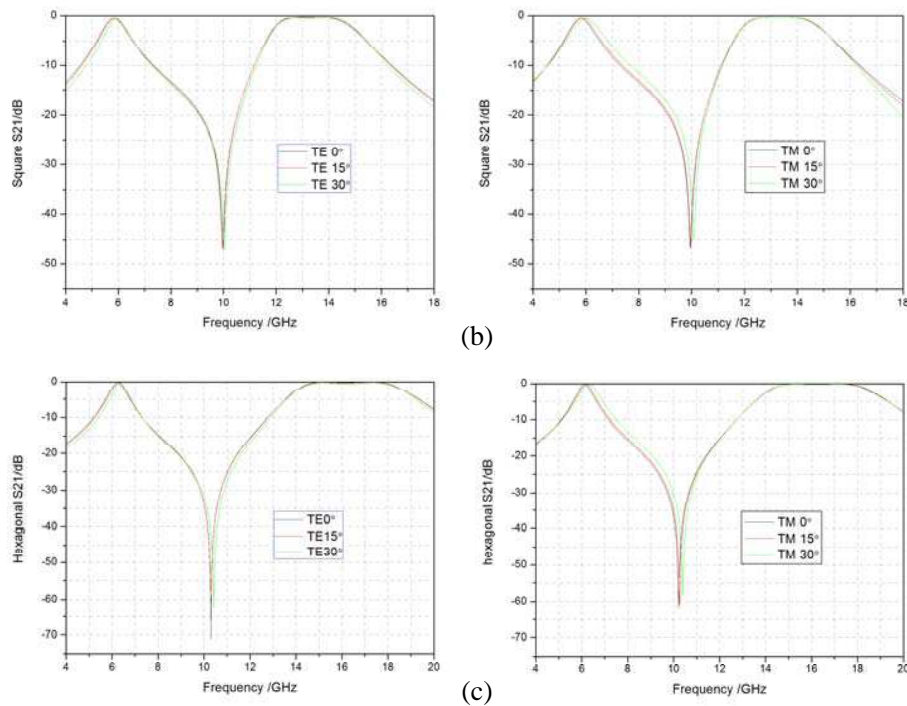 Square S21/dB
0
-10
-20
-30
-40
-50
TE 0°
TE 15°
TE 30°
4 6 8 10 12 14 16 18
Frequency /GHz
Square S21/dB
0
-10
-20
-30
-40
-50
TM 0°
TM 15°
TM 30°
4 6 8 10 12 14 16 18
Frequency /GHz
(b)
Hexagonal S21/dB
0
-10
-20
-30
-40
-50
-60
-70
TE0°
TE15°
TE30°
4 6 8 10 12 14 16 18 20
Frequency /GHz
hexagonal S21/dB
0
-10
-20
-30
-40
-50
-60
-70
TM 0°
TM 15°
TM 30°
4 6 8 10 12 14 16 18 20
Frequency /GHz
(c)